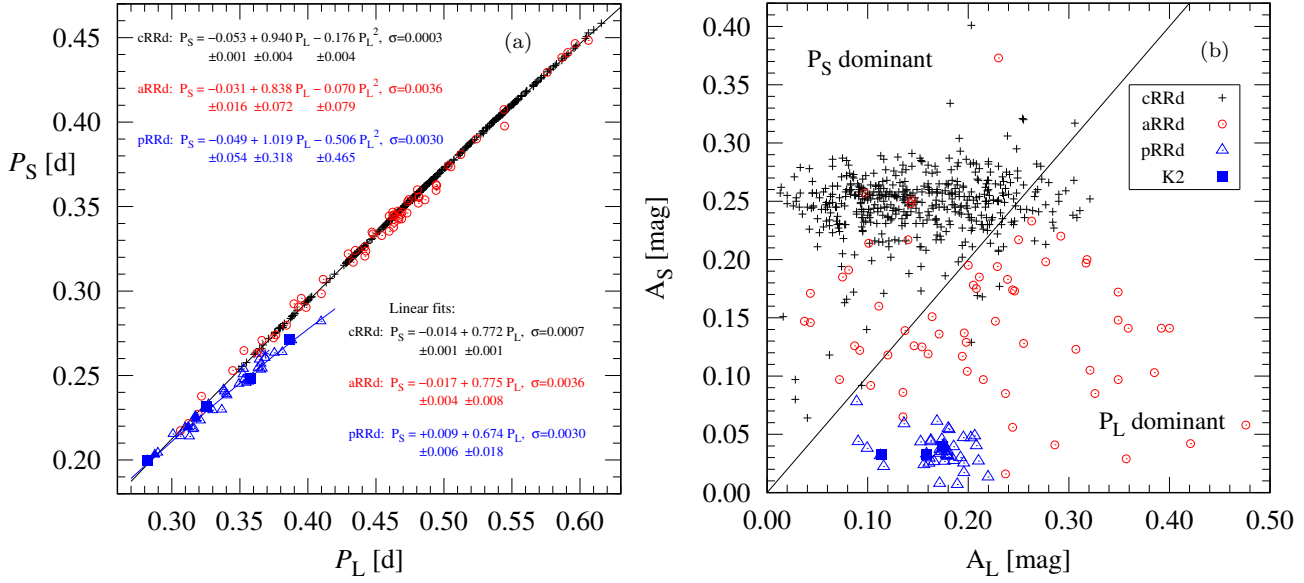 (a)
cRRd: P_S = −0.053 + 0.940 P_L − 0.176 P_L^2, σ=0.0003
±0.001 ±0.004 ±0.004
aRRd: P_S = −0.031 + 0.838 P_L − 0.070 P_L^2, σ=0.0036
±0.016 ±0.072 ±0.079
pRRd: P_S = −0.049 + 1.019 P_L − 0.506 P_L^2, σ=0.0030
±0.054 ±0.318 ±0.465
Linear fits:
cRRd: P_S = −0.014 + 0.772 P_L, σ=0.0007
±0.001 ±0.001
aRRd: P_S = −0.017 + 0.775 P_L, σ=0.0036
±0.004 ±0.008
pRRd: P_S = +0.009 + 0.674 P_L, σ=0.0030
±0.006 ±0.018
P_S [d]
0.45
0.40
0.35
0.30
0.25
0.20
0.30 0.35 0.40 0.45 0.50 0.55 0.60
P_L [d]
(b)
P_S dominant
cRRd
aRRd
pRRd
K2
P_L dominant
A_S [mag]
0.40
0.35
0.30
0.25
0.20
0.15
0.10
0.05
0.00
0.00 0.10 0.20 0.30 0.40 0.50
A_L [mag]